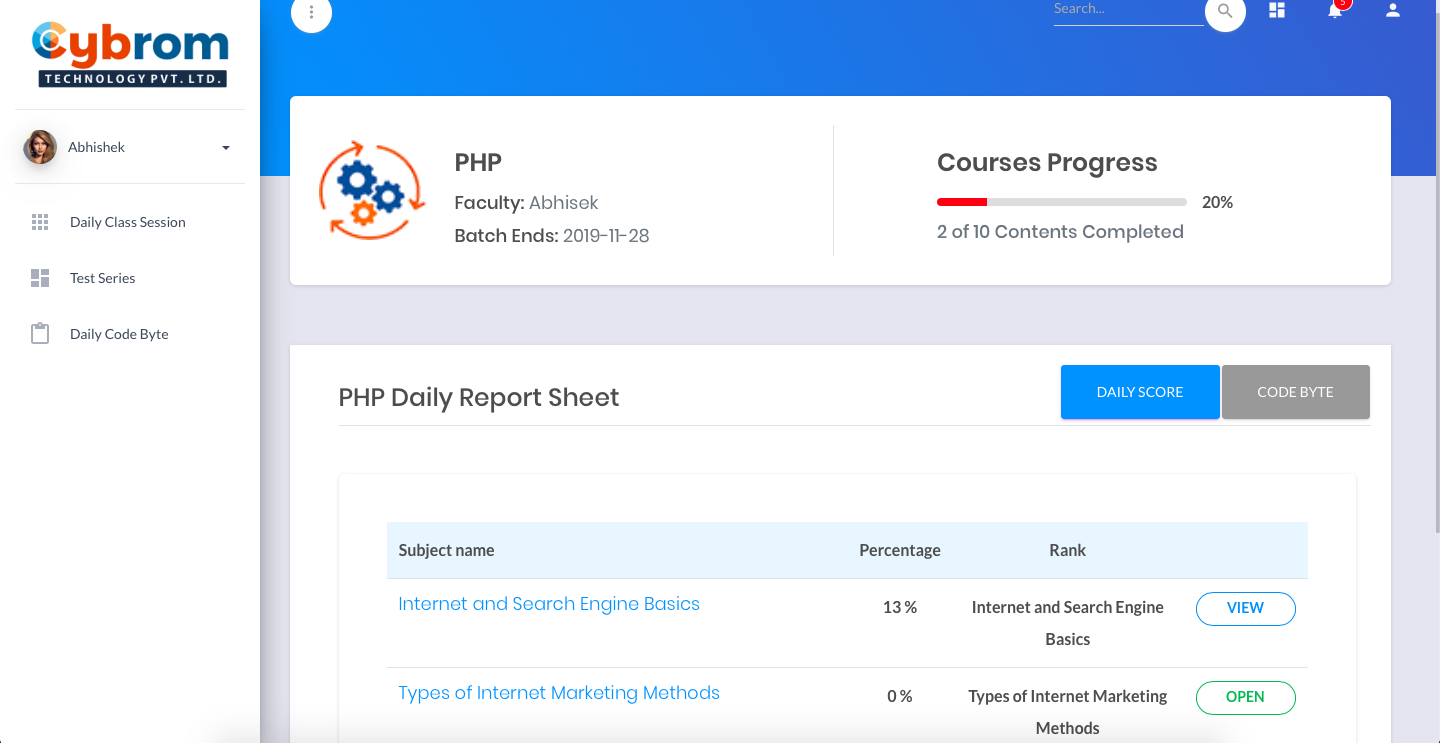 Cybrom
TECHNOLOGY PVT. LTD.
Abhishek
Daily Class Session
Test Series
Daily Code Byte
Search...
5
PHP
Faculty: Abhisek
Batch Ends: 2019-11-28
Courses Progress
20%
2 of 10 Contents Completed
PHP Daily Report Sheet
DAILY SCORE
CODE BYTE
Subject name Percentage Rank
Internet and Search Engine Basics 13 % Internet and Search Engine VIEW
Basics
Types of Internet Marketing Methods 0 % Types of Internet Marketing OPEN
Methods